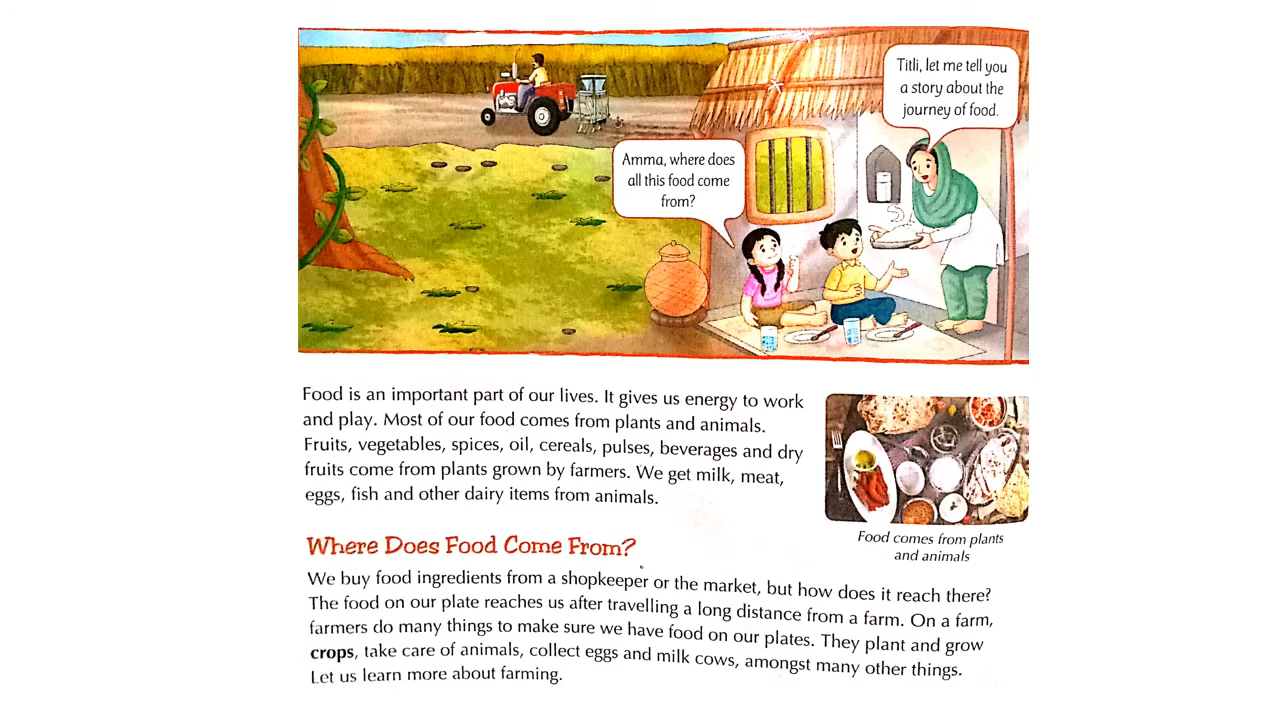 Titli, let me tell you
a story about the
journey of food.
Amma, where does
all this food come
from?
Food is an important part of our lives. It gives us energy to work
and play. Most of our food comes from plants and animals.
Fruits, vegetables, spices, oil, cereals, pulses, beverages and dry
fruits come from plants grown by farmers. We get milk, meat,
eggs, fish and other dairy items from animals.
Food comes from plants
and animals
Where Does Food Come From?
We buy food ingredients from a shopkeeper or the market, but how does it reach there?
The food on our plate reaches us after travelling a long distance from a farm. On a farm,
farmers do many things to make sure we have food on our plates. They plant and grow
crops, take care of animals, collect eggs and milk cows, amongst many other things.
Let us learn more about farming.